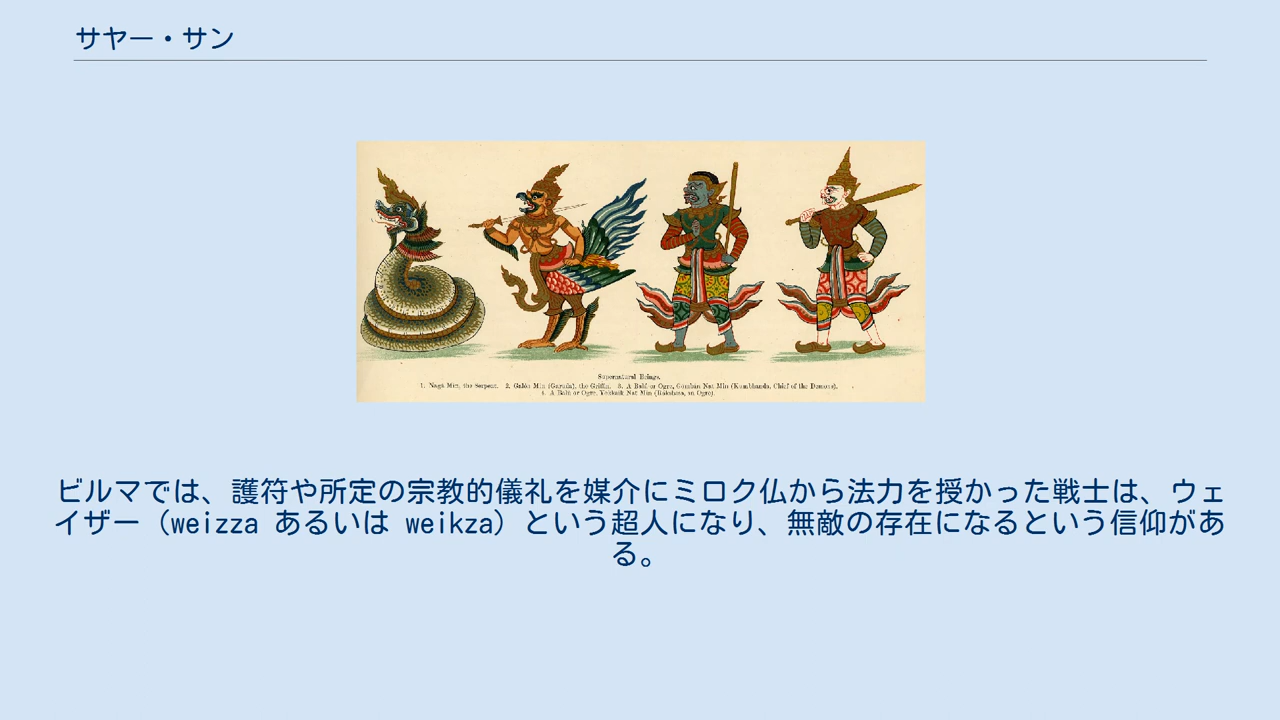 サヤー・サン
Supernatural Beings.
1. Naga Min, the Serpent. 2. Galôn Min (Garuda), the Griffin. 3. A Balû or Ogre, Gomban Nat Min (Kumbhanda, Chief of the Demons).
4. A Balû or Ogre, Yekkaik Nat Min (Rakshasa, an Ogre).
ビルマでは、護符や所定の宗教的儀礼を媒介にミロク仏から法力を授かった戦士は、ウェ
イザー（weizza あるいは weikza）という超人になり、無敵の存在になるという信仰があ
る。